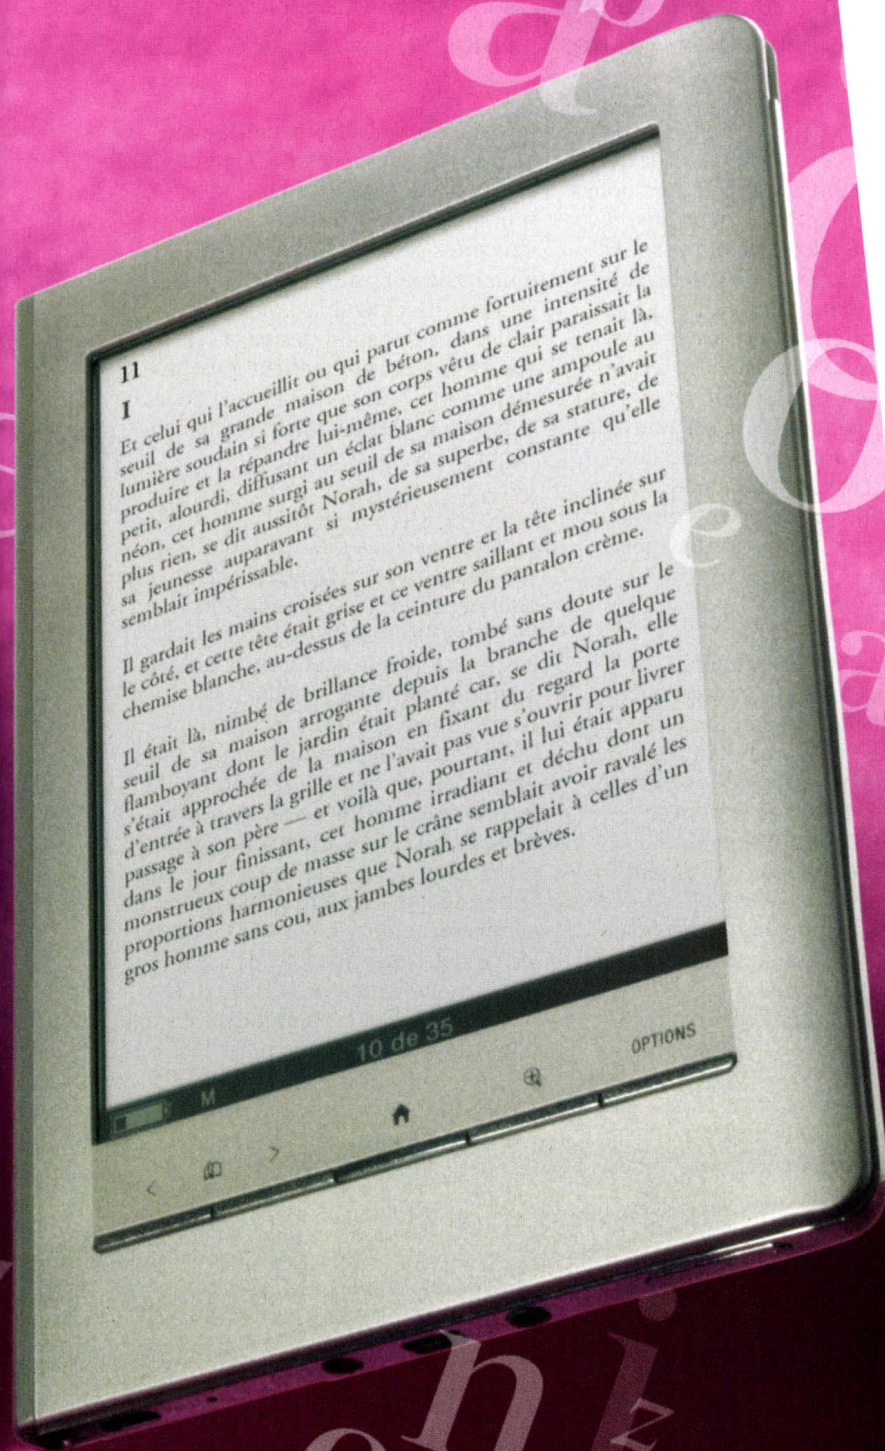 11
I
Et celui qui l'accueillit ou qui parut comme fortuitement sur le
seuil de sa grande maison de béton, dans une intensité de
lumière soudain si forte que son corps vêtu de clair paraissait la
produire et la répandre lui-même, cet homme qui se tenait là,
petit, alourdi, diffusant un éclat blanc comme une ampoule au
néon, cet homme surgi au seuil de sa maison démesurée n'avait
plus rien, se dit aussitôt Norah, de sa superbe, de sa stature, de
sa jeunesse auparavant si mystérieusement constante qu'elle
semblait impérissable.
Il gardait les mains croisées sur son ventre et la tête inclinée sur
le côté, et cette tête était grise et ce ventre saillant et mou sous la
chemise blanche, au-dessus de la ceinture du pantalon crème.
Il était là, nimbé de brillance froide, tombé sans doute sur le
seuil de sa maison arrogante depuis la branche de quelque
flamboyant dont le jardin était planté car, se dit Norah, elle
s'était approchée de la maison en fixant du regard la porte
d'entrée à travers la grille et ne l'avait pas vue s'ouvrir pour livrer
passage à son père — et voilà que, pourtant, il lui était apparu
dans le jour finissant, cet homme irradiant et déchu dont un
monstrueux coup de masse sur le crâne semblait avoir ravalé les
proportions harmonieuses que Norah se rappelait à celles d'un
gros homme sans cou, aux jambes lourdes et brèves.
M 10 de 35
OPTIONS
O
e
a
h i
z